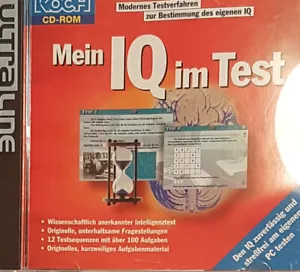 KOCH
CD-ROM
ULTRALINE
Modernes Testverfahren
zur Bestimmung des eigenen IQ
Mein IQ im Test
• Wissenschaftlich anerkannter Intelligenztest
• Originelle, unterhaltsame Fragestellungen
• 12 Testsequenzen mit über 100 Aufgaben
• Originelles, kurzweiliges Aufgabenmaterial
Den IQ zuverlässig und
streßfrei am eigenen
PC testen